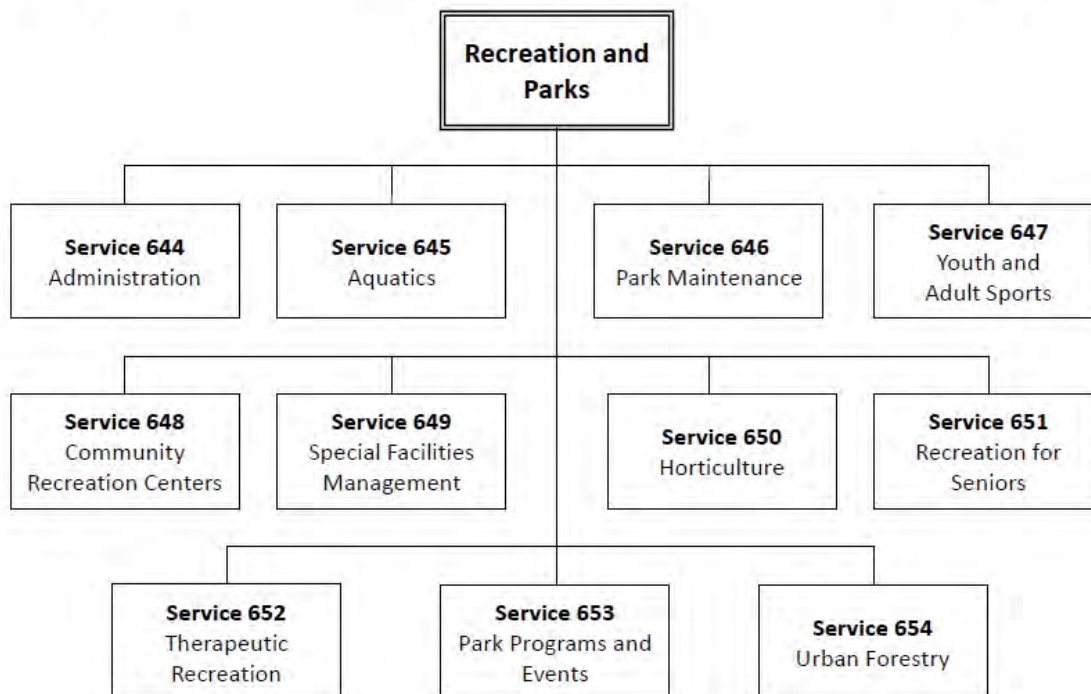 Recreation and
Parks
Service 644
Administration
Service 645
Aquatics
Service 646
Park Maintenance
Service 647
Youth and
Adult Sports
Service 648
Community
Recreation Centers
Service 649
Special Facilities
Management
Service 650
Horticulture
Service 651
Recreation for
Seniors
Service 652
Therapeutic
Recreation
Service 653
Park Programs and
Events
Service 654
Urban Forestry